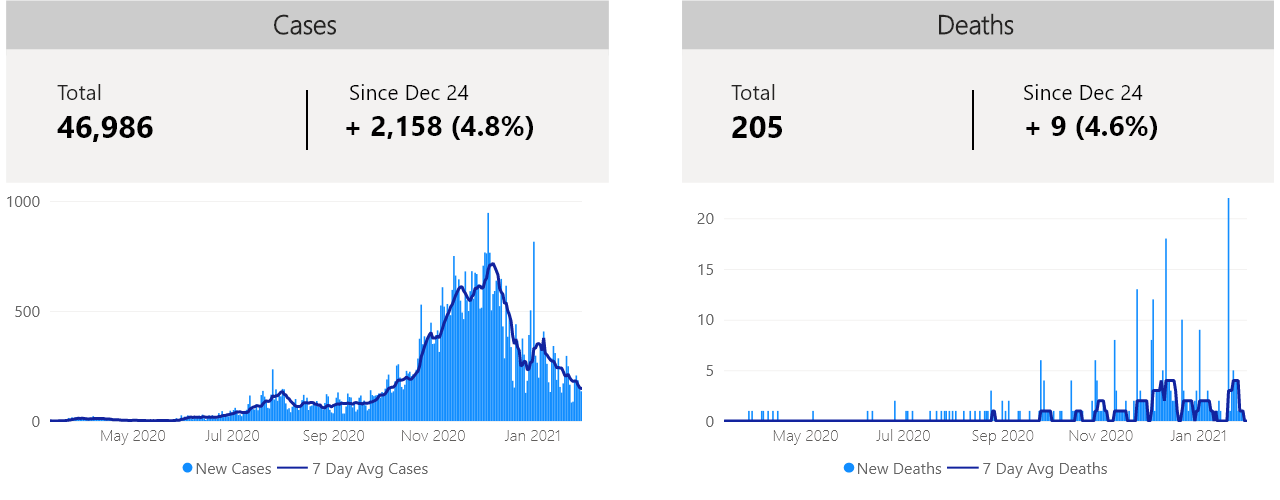 Cases
Total
46,986
Since Dec 24
+ 2,158 (4.8%)
1000
500
0
May 2020 Jul 2020 Sep 2020 Nov 2020 Jan 2021
New Cases 7 Day Avg Cases
Deaths
Total
205
Since Dec 24
+ 9 (4.6%)
20
15
10
5
0
May 2020 Jul 2020 Sep 2020 Nov 2020 Jan 2021
New Deaths 7 Day Avg Deaths